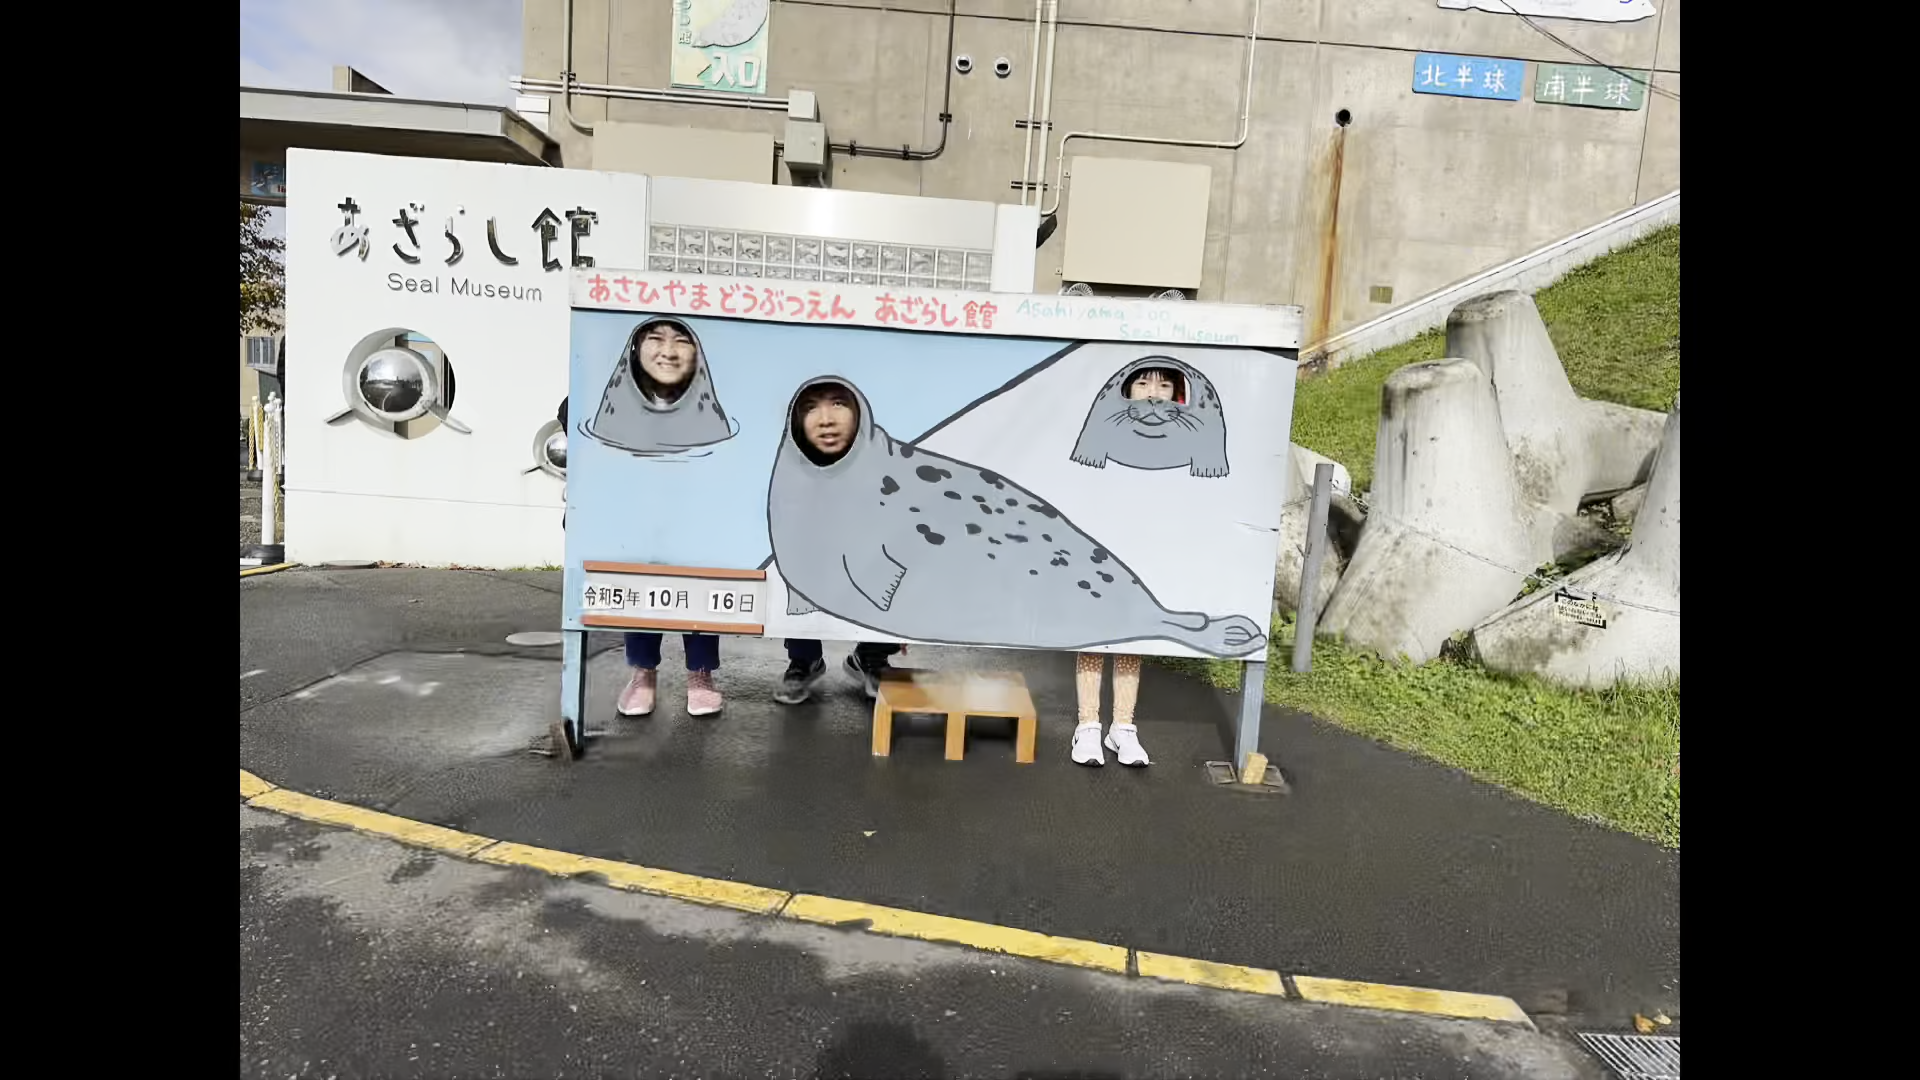 入口
北半球
南半球
あざらし館
Seal Museum
あさひやまどうぶつえん あざらし館
Asahiyama Zoo
Seal Museum
令和5年 10月 16日